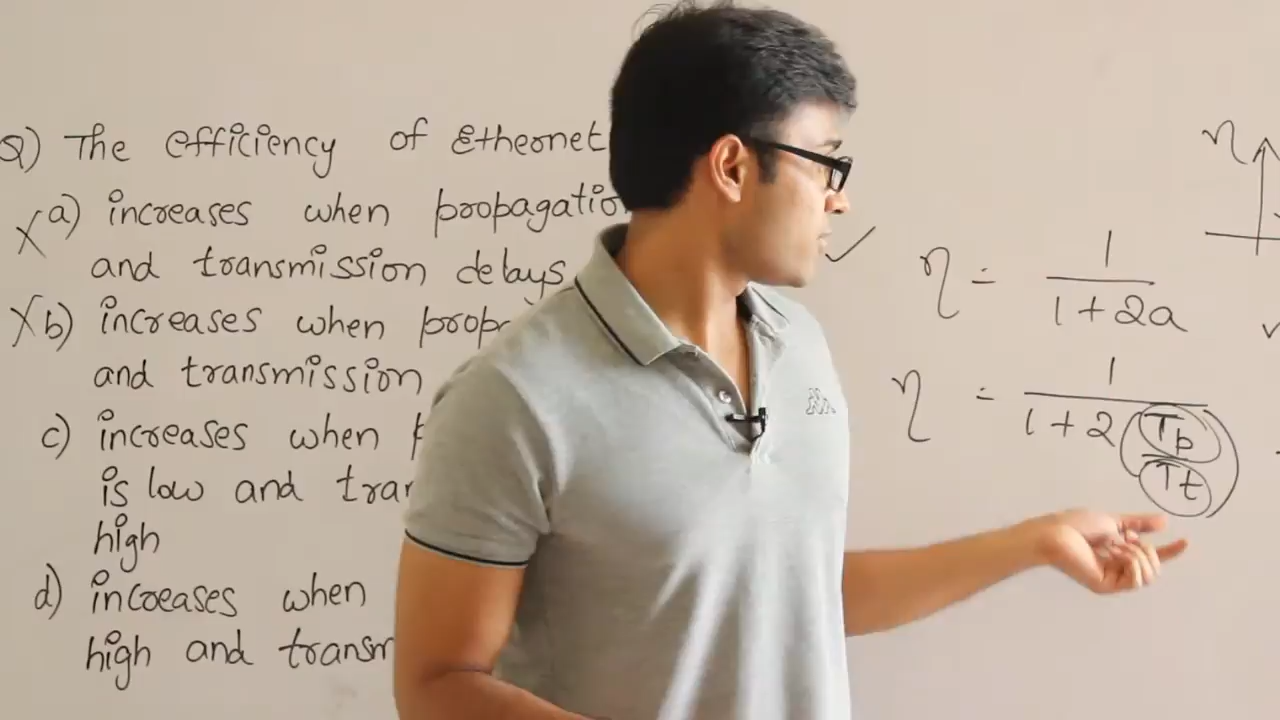 Q) The efficiency of Ethernet
X a) increases when propagatio
and transmission delays
X b) increases when prop
and transmission
c) increases when
is low and tra
high
d) increases when
high and trans
✓ η = 1 / 1 + 2a
η = 1 / 1 + 2 (Tp / Tt)
η